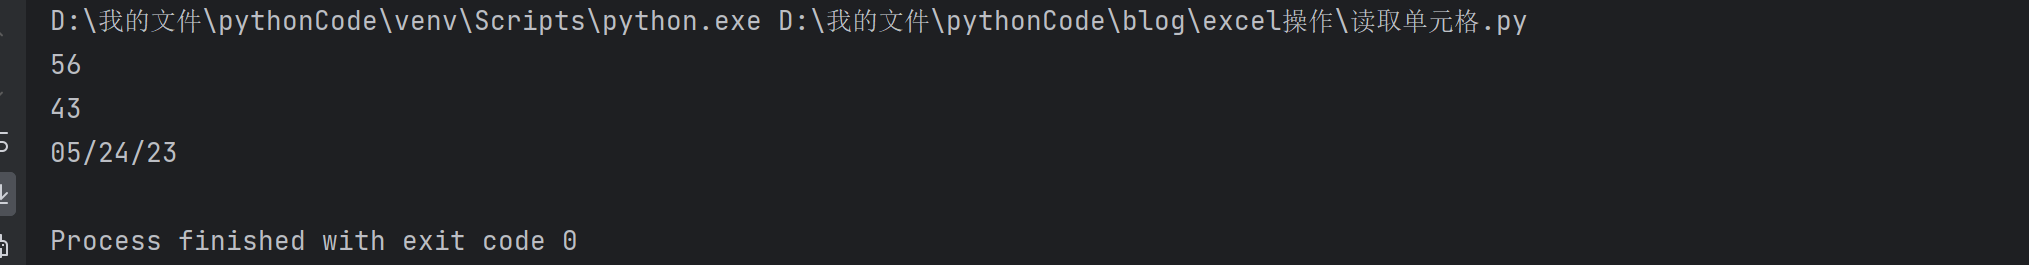 D:\我的文件\pythonCode\venv\Scripts\python.exe D:\我的文件\pythonCode\blog\excel操作\读取单元格.py
56
43
05/24/23
Process finished with exit code 0